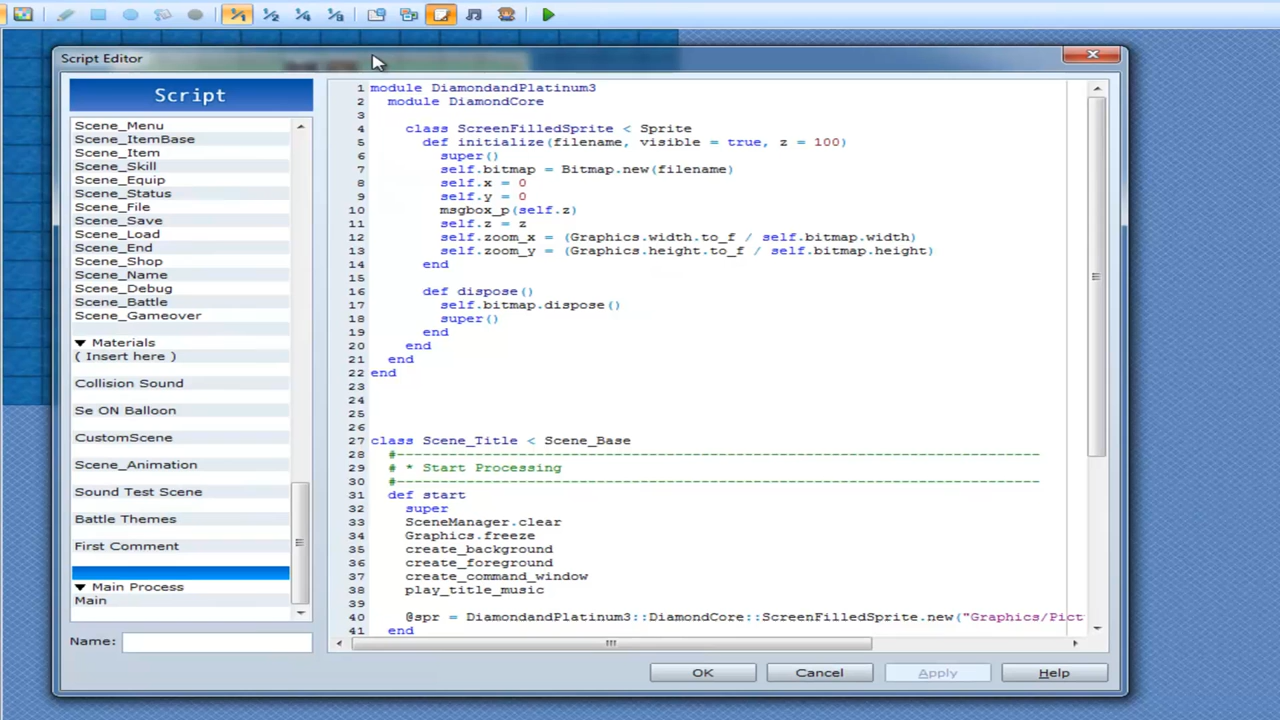 Script Editor
Script
Scene_Menu
Scene_ItemBase
Scene_Item
Scene_Skill
Scene_Equip
Scene_Status
Scene_File
Scene_Save
Scene_Load
Scene_End
Scene_Shop
Scene_Name
Scene_Debug
Scene_Battle
Scene_Gameover
▼ Materials
( Insert here )
Collision Sound
Se ON Balloon
CustomScene
Scene_Animation
Sound Test Scene
Battle Themes
First Comment
▼ Main Process
Main
Name:
1 module DiamondandPlatinum3
2   module DiamondCore
3
4     class ScreenFilledSprite < Sprite
5       def initialize(filename, visible = true, z = 100)
6         super()
7         self.bitmap = Bitmap.new(filename)
8         self.x = 0
9         self.y = 0
10         msgbox_p(self.z)
11         self.z = z
12         self.zoom_x = (Graphics.width.to_f / self.bitmap.width)
13         self.zoom_y = (Graphics.height.to_f / self.bitmap.height)
14       end
15
16       def dispose()
17         self.bitmap.dispose()
18         super()
19       end
20     end
21   end
22 end
23
24
25
26
27 class Scene_Title < Scene_Base
28   #--------------------------------------------------------------------------
29   # * Start Processing
30   #--------------------------------------------------------------------------
31   def start
32     super
33     SceneManager.clear
34     Graphics.freeze
35     create_background
36     create_foreground
37     create_command_window
38     play_title_music
39
40     @spr = DiamondandPlatinum3::DiamondCore::ScreenFilledSprite.new("Graphics/Pict
41   end
OK
Cancel
Apply
Help